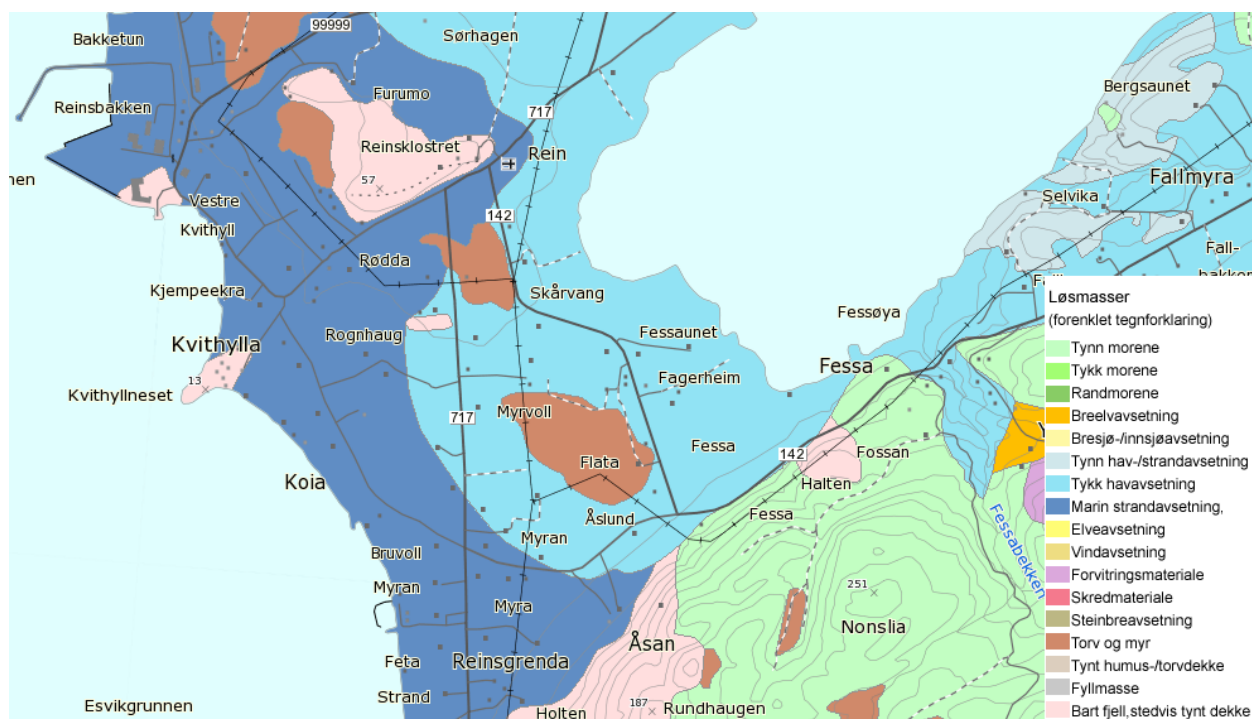 99999
Bakketun
Sørhagen
Bergsaunet
Furumo
Reinsbakken
717
Reinsklostret
Rein
nen
57
Fallmyra
Vestre
Selvika
142
Kvithyll
Fall-
bakken
Rødda
Kjempeekra
Skårvang
Fessøya
Rognhaug
Fessaunet
Kvithylla
Fessa
13
Fagerheim
Kvithyllneset
Myrvoll
717
Fessa
142
Fossan
Flata
Halten
Koia
Åslund
Fessa
Myran
Fessabekken
Bruvoll
251
Myran
Myra
Nonslia
Åsan
Feta
Reinsgrenda
Strand
187
Rundhaugen
Esvikgrunnen
Holten
Løsmasser
(forenklet tegnforklaring)
Tynn morene
Tykk morene
Randmorene
Breelvavsetning
Bresjø-/innsjøavsetning
Tynn hav-/strandavsetning
Tykk havavsetning
Marin strandavsetning,
Elveavsetning
Vindavsetning
Forvitringsmateriale
Skredmateriale
Steinbreavsetning
Torv og myr
Tynt humus-/torvdekke
Fyllmasse
Bart fjell,stedvis tynt dekke